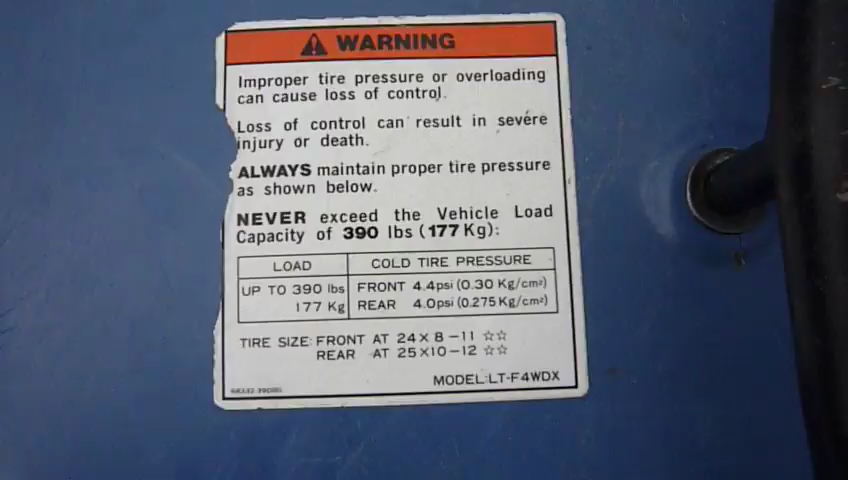 WARNING
Improper tire pressure or overloading
can cause loss of control.
Loss of control can result in severe
injury or death.
ALWAYS maintain proper tire pressure
as shown below.
NEVER exceed the Vehicle Load
Capacity of 390 lbs (177 Kg):
LOAD COLD TIRE PRESSURE
UP TO 390 lbs FRONT 4.4psi (0.30 Kg/cm²)
177 Kg REAR 4.0psi (0.275 Kg/cm²)
TIRE SIZE: FRONT AT 24X8-11 ☆☆
REAR AT 25X10-12 ☆☆
MODEL:LT-F4WDX